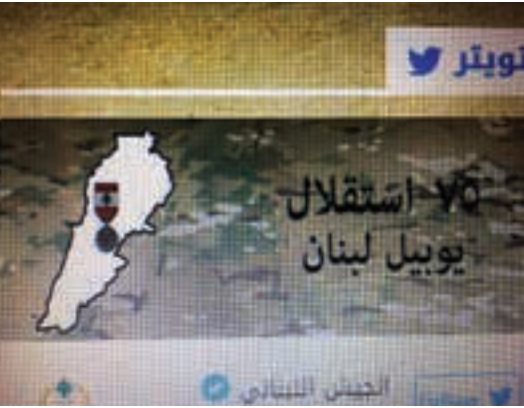 تويتر
٧٥ استقلال
يوبيل لبنان
الجيش اللبناني